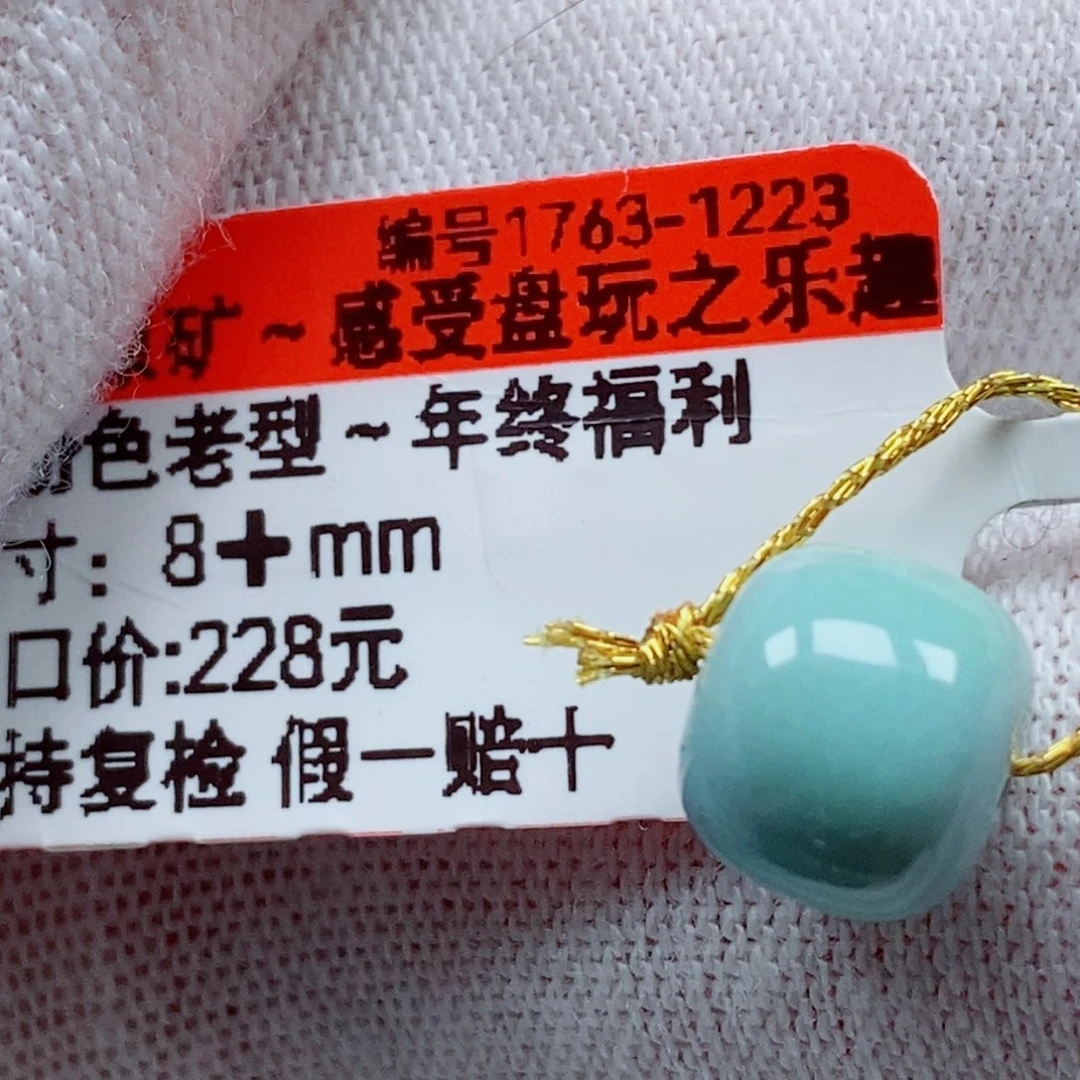 编号1763-1223
矿~感受盘玩之乐趣
色老型~年终福利
寸：8+mm
口价:228元
持复检 假一赔十